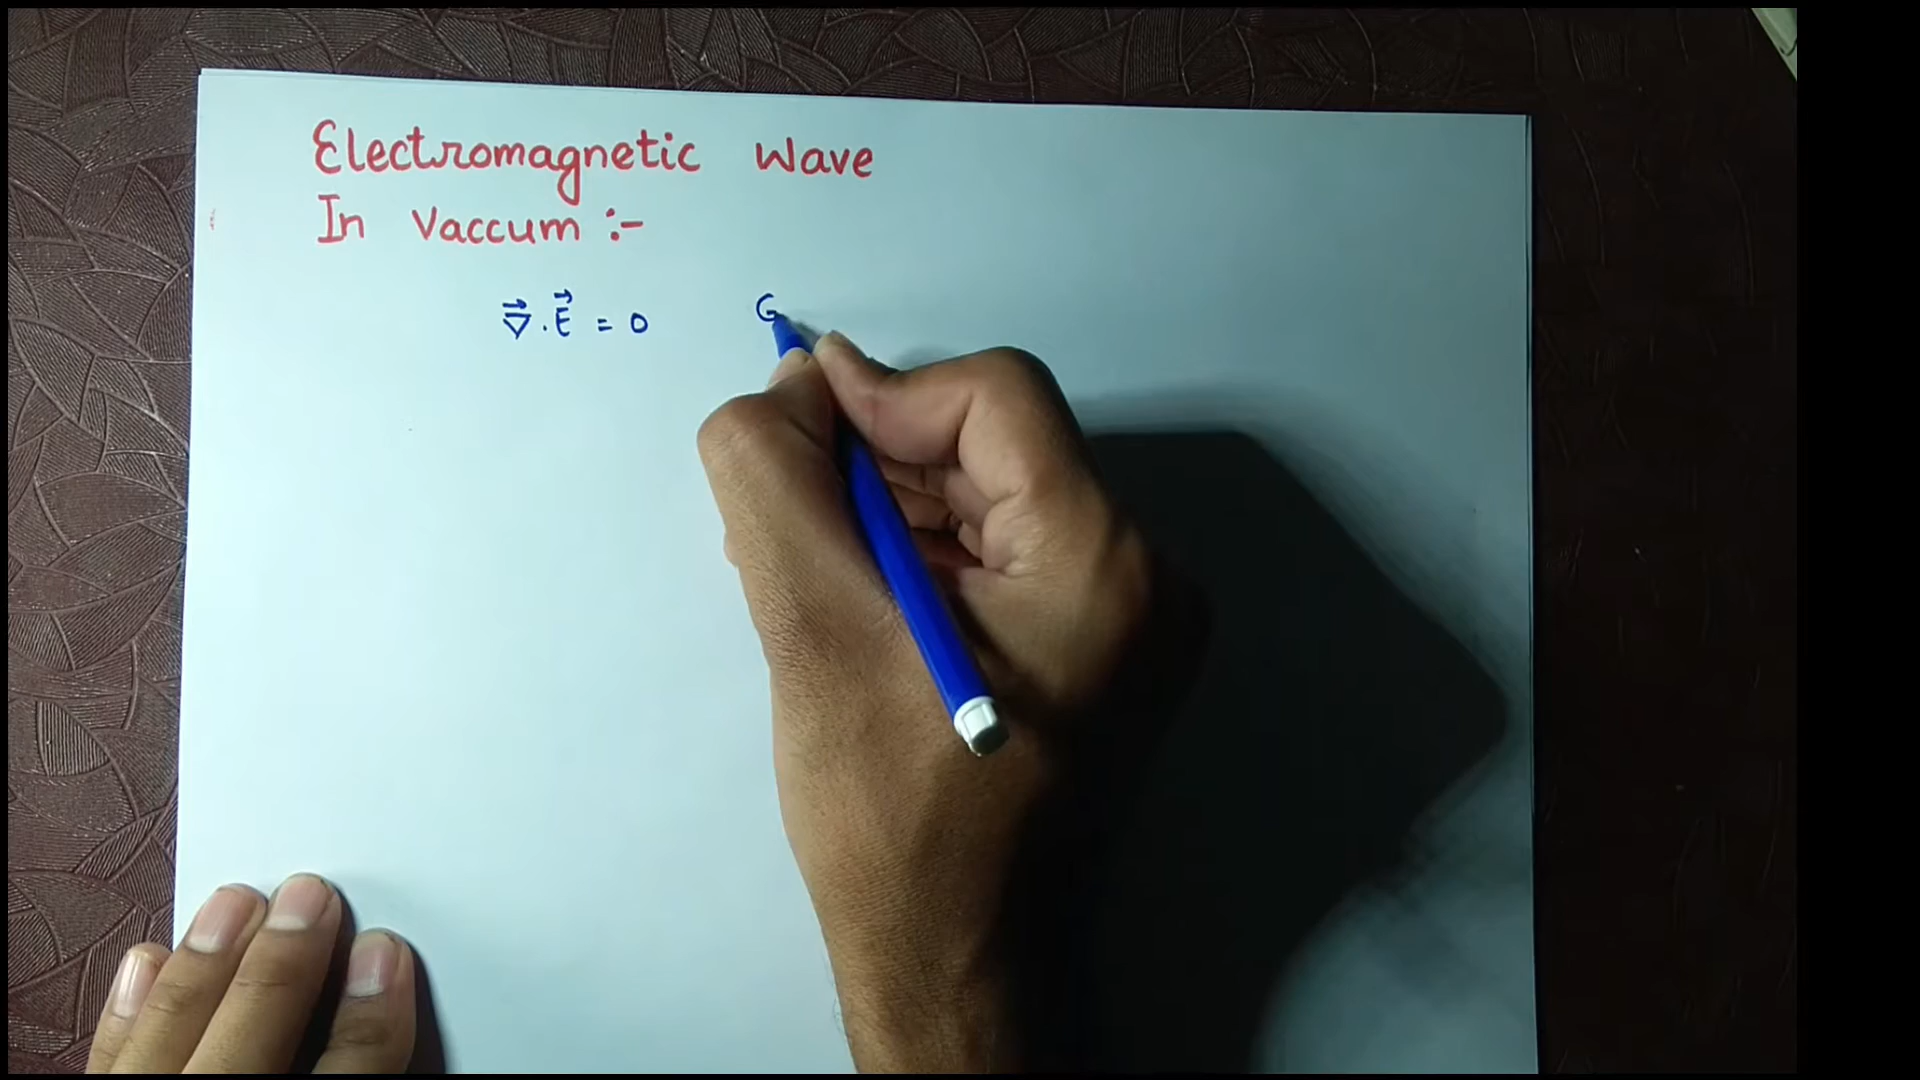 Electromagnetic Wave
In Vaccum :-
∇⃗ . E⃗ = 0 G